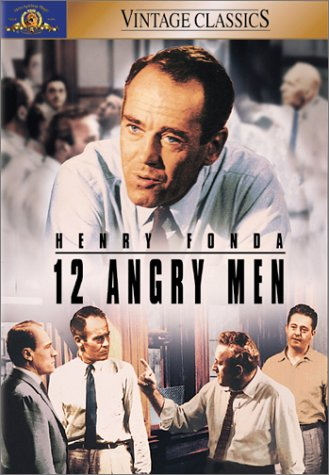 VINTAGE CLASSICS
HENRY FONDA
12 ANGRY MEN